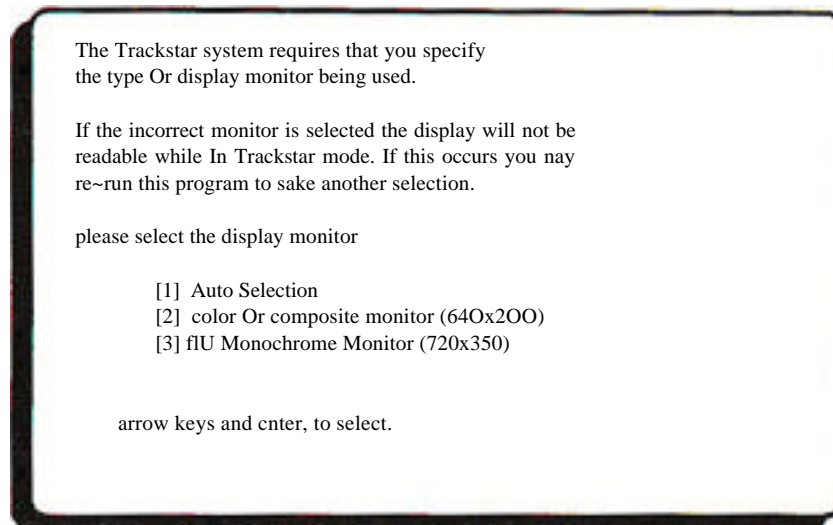 The Trackstar system requires that you specify
the type Or display monitor being used.
If the incorrect monitor is selected the display will not be
readable while In Trackstar mode. If this occurs you nay
re~run this program to sake another selection.
please select the display monitor
[1] Auto Selection
[2] color Or composite monitor (64Ox2OO)
[3] flU Monochrome Monitor (720x350)
arrow keys and cnter, to select.